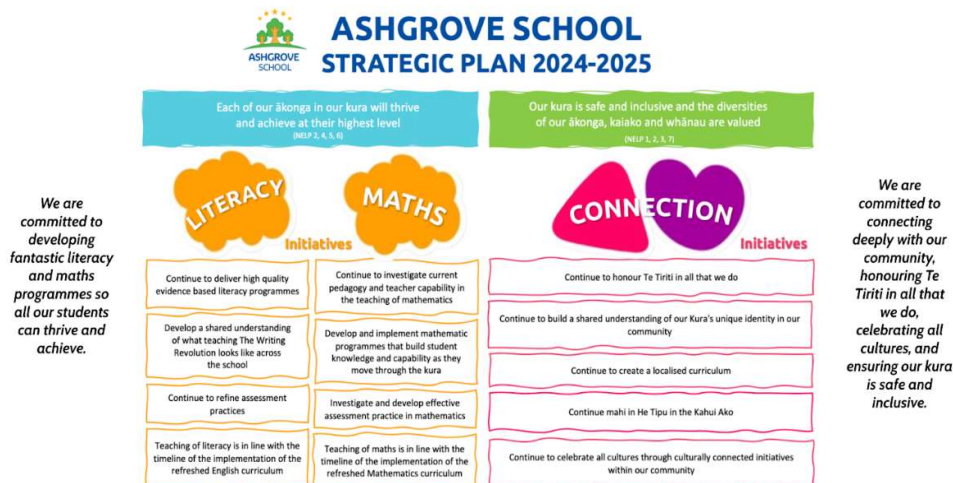 ASHGROVE
SCHOOL
ASHGROVE SCHOOL
STRATEGIC PLAN 2024-2025
Each of our ākonga in our kura will thrive
and achieve at their highest level
(NELP 2, 4, 5, 6)
Our kura is safe and inclusive and the diversities
of our ākonga, kaiako and whānau are valued
(NELP 1, 2, 3, 7)
We are
committed to
developing
fantastic literacy
and maths
programmes so
all our students
can thrive and
achieve.
LITERACY
Initiatives
Continue to deliver high quality
evidence based literacy programmes
Develop a shared understanding
of what teaching The Writing
Revolution looks like across
the school
Continue to refine assessment
practices
Teaching of literacy is in line with the
timeline of the implementation of the
refreshed English curriculum
MATHS
Continue to investigate current
pedagogy and teacher capability in
the teaching of mathematics
Develop and implement mathematic
programmes that build student
knowledge and capability as they
move through the kura
Investigate and develop effective
assessment practice in mathematics
Teaching of maths is in line with the
timeline of the implementation of the
refreshed Mathematics curriculum
CONNECTION
Initiatives
Continue to honour Te Tiriti in all that we do
Continue to build a shared understanding of our Kura's unique identity in our
community
Continue to create a localised curriculum
Continue mahi in He Tipu in the Kahui Ako
Continue to celebrate all cultures through culturally connected initiatives
within our community
We are
committed to
connecting
deeply with our
community,
honouring Te
Tiriti in all that
we do,
celebrating all
cultures, and
ensuring our kura
is safe and
inclusive.